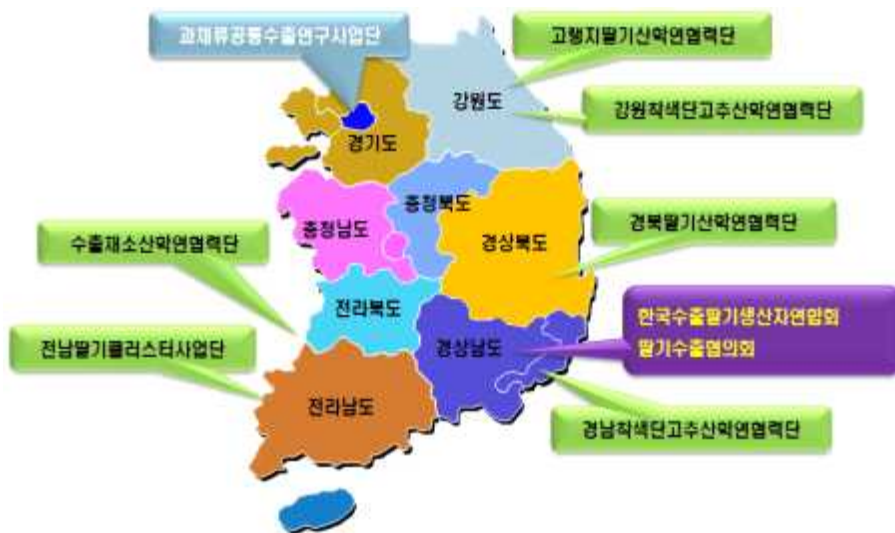 과채류공통수출연구사업단
고랭지딸기산학연협력단
강원도
강원착색단고추산학연협력단
경기도
충청북도
경북딸기산학연협력단
충청남도
수출채소산학연협력단
경상북도
전라북도
한국수출딸기생산자연합회
딸기수출협의회
경상남도
전남딸기클러스터사업단
전라남도
경남착색단고추산학연협력단